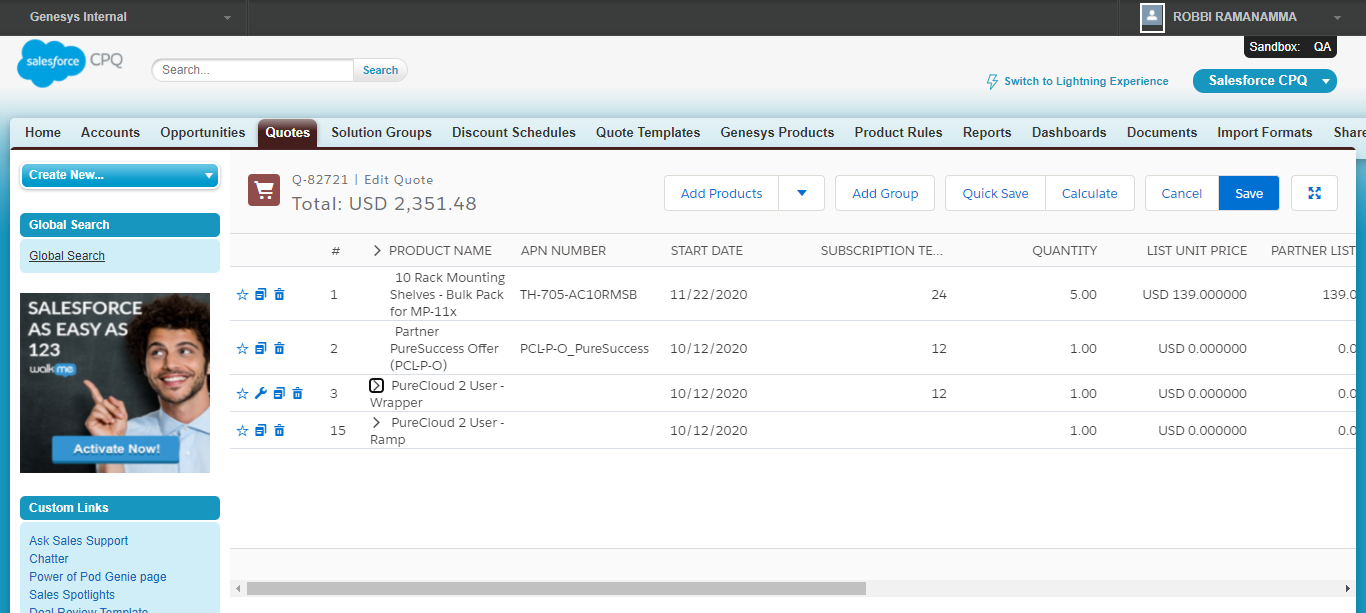 Genesys Internal
ROBBI RAMANAMMA
Sandbox: QA
salesforce CPQ
Search...
Search
Switch to Lightning Experience
Salesforce CPQ
Home Accounts Opportunities Quotes Solution Groups Discount Schedules Quote Templates Genesys Products Product Rules Reports Dashboards Documents Import Formats Share
Create New...
Global Search
Global Search
SALESFORCE
AS EASY AS
123
walkme
Activate Now!
Custom Links
Ask Sales Support
Chatter
Power of Pod Genie page
Sales Spotlights
Deal Review Template
Q-82721 | Edit Quote
Total: USD 2,351.48
Add Products
Add Group
Quick Save
Calculate
Cancel
Save
# PRODUCT NAME APN NUMBER START DATE SUBSCRIPTION TE... QUANTITY LIST UNIT PRICE PARTNER LIST
10 Rack Mounting
1 Shelves - Bulk Pack TH-705-AC10RMSB 11/22/2020 24 5.00 USD 139.000000 139.0
for MP-11x
Partner
2 PureSuccess Offer PCL-P-O_PureSuccess 10/12/2020 12 1.00 USD 0.000000 0.0
(PCL-P-O)
PureCloud 2 User -
3 10/12/2020 12 1.00 USD 0.000000 0.0
Wrapper
PureCloud 2 User -
15 10/12/2020 1.00 USD 0.000000 0.0
Ramp